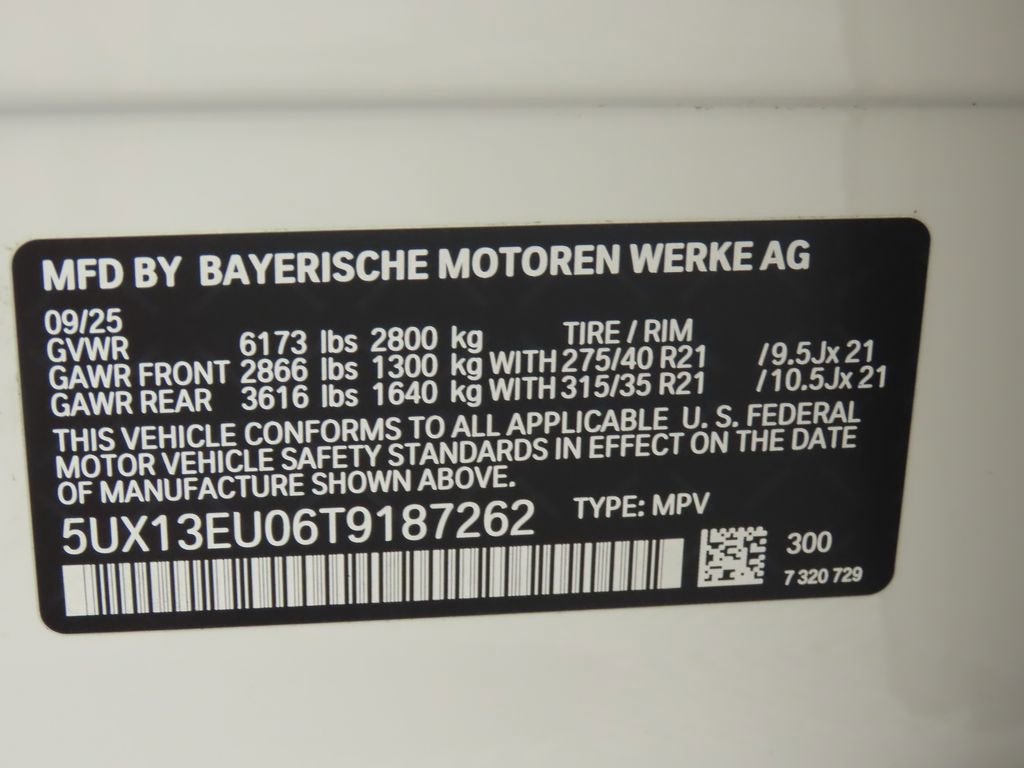 MFD BY BAYERISCHE MOTOREN WERKE AG
09/25
TIRE / RIM
GVWR 6173 lbs 2800 kg
GAWR FRONT 2866 lbs 1300 kg WITH 275/40 R21 /9.5Jx21
GAWR REAR 3616 lbs 1640 kg WITH 315/35 R21 /10.5Jx21
THIS VEHICLE CONFORMS TO ALL APPLICABLE U. S. FEDERAL
MOTOR VEHICLE SAFETY STANDARDS IN EFFECT ON THE DATE
OF MANUFACTURE SHOWN ABOVE.
5UX13EU06T9187262 TYPE: MPV
300
7 320 729